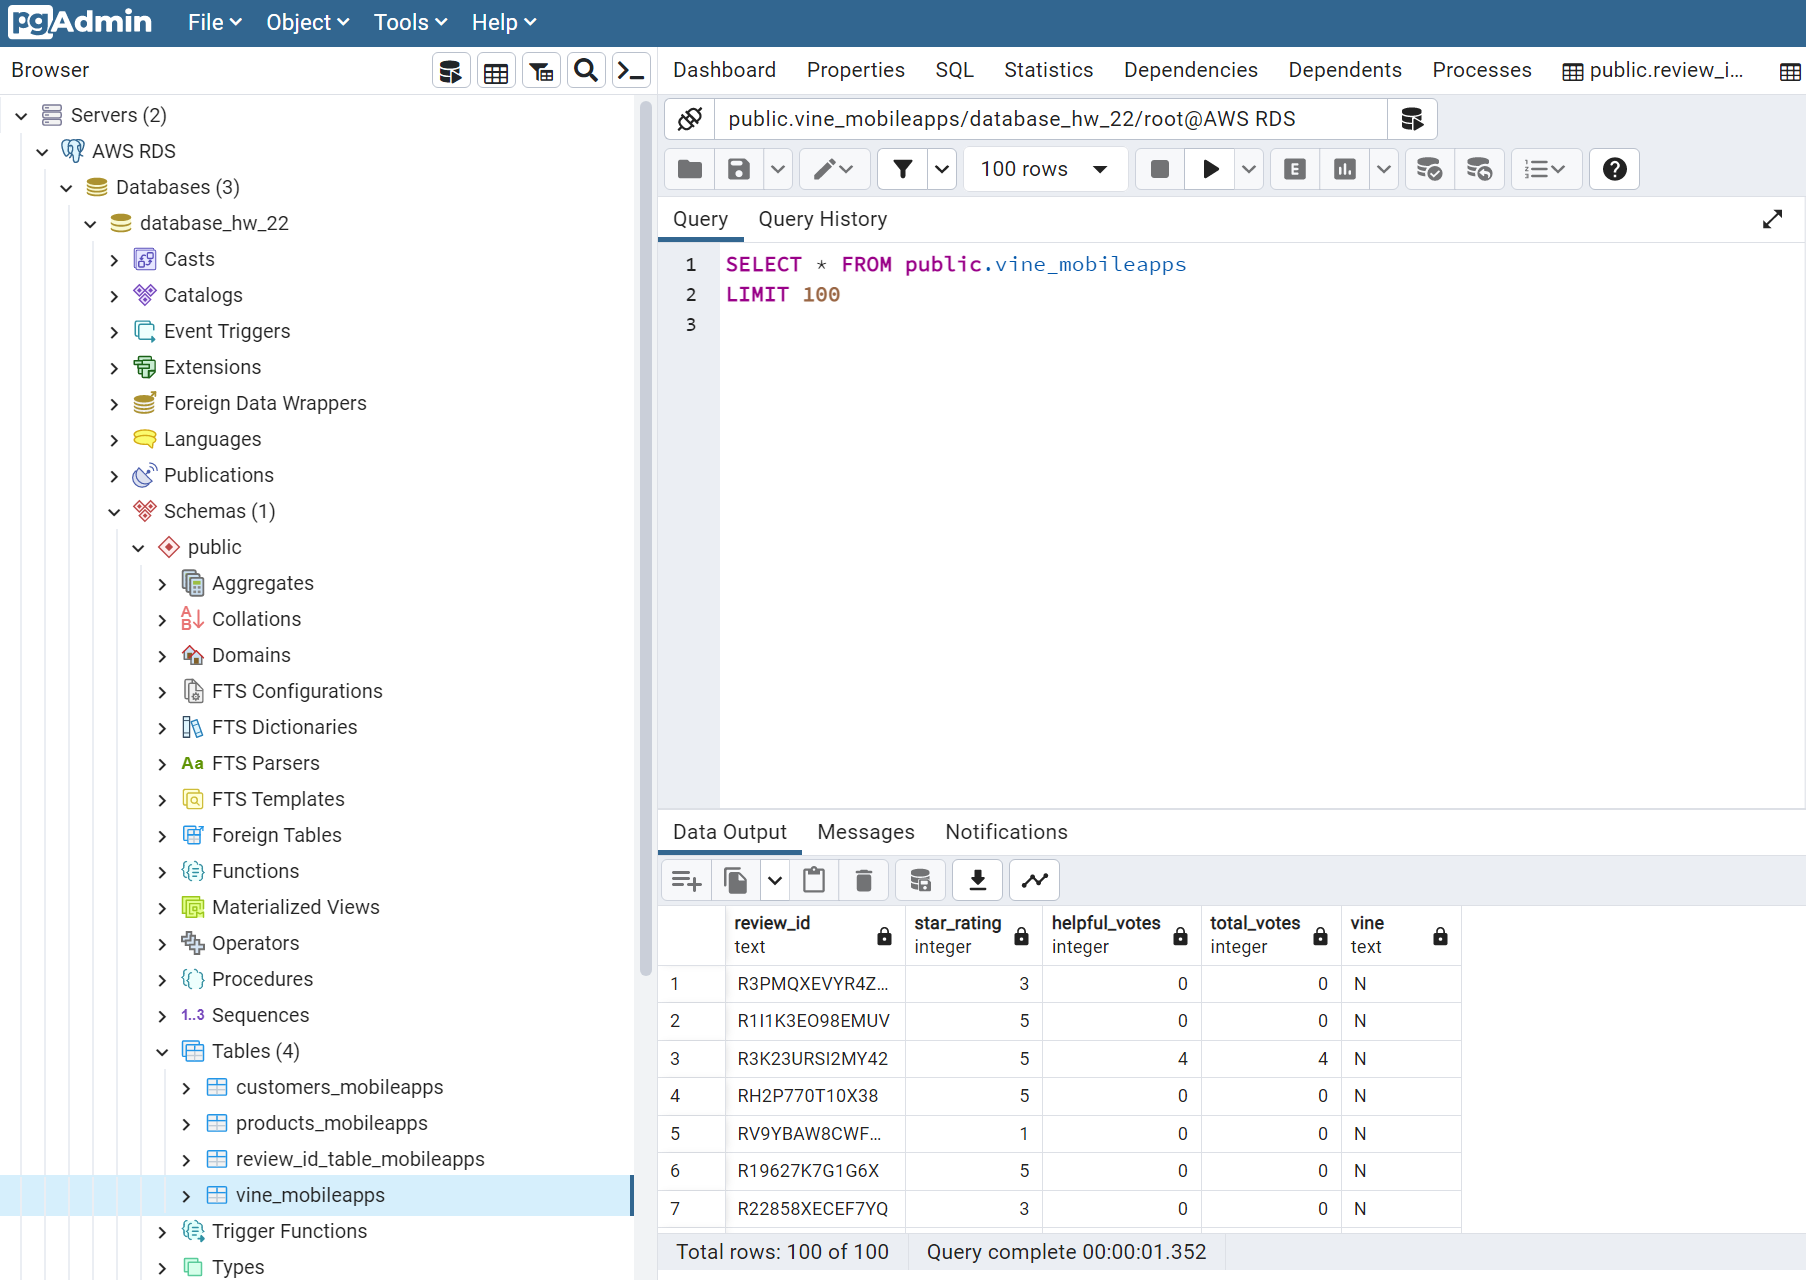 pgAdmin File Object Tools Help
Browser
Dashboard Properties SQL Statistics Dependencies Dependents Processes public.review_i...
Servers (2)
AWS RDS
Databases (3)
database_hw_22
Casts
Catalogs
Event Triggers
Extensions
Foreign Data Wrappers
Languages
Publications
Schemas (1)
public
Aggregates
Collations
Domains
FTS Configurations
FTS Dictionaries
Aa FTS Parsers
FTS Templates
Foreign Tables
Functions
Materialized Views
Operators
Procedures
1..3 Sequences
Tables (4)
customers_mobileapps
products_mobileapps
review_id_table_mobileapps
vine_mobileapps
Trigger Functions
Types
public.vine_mobileapps/database_hw_22/root@AWS RDS
100 rows E
Query Query History
1 SELECT * FROM public.vine_mobileapps
2 LIMIT 100
3
Data Output Messages Notifications
review_id star_rating helpful_votes total_votes vine
text integer integer integer text
1 R3PMQXEVYR4Z... 3 0 0 N
2 R1I1K3EO98EMUV 5 0 0 N
3 R3K23URSI2MY42 5 4 4 N
4 RH2P770T10X38 5 0 0 N
5 RV9YBAW8CWF... 1 0 0 N
6 R19627K7G1G6X 5 0 0 N
7 R22858XECEF7YQ 3 0 0 N
Total rows: 100 of 100 Query complete 00:00:01.352